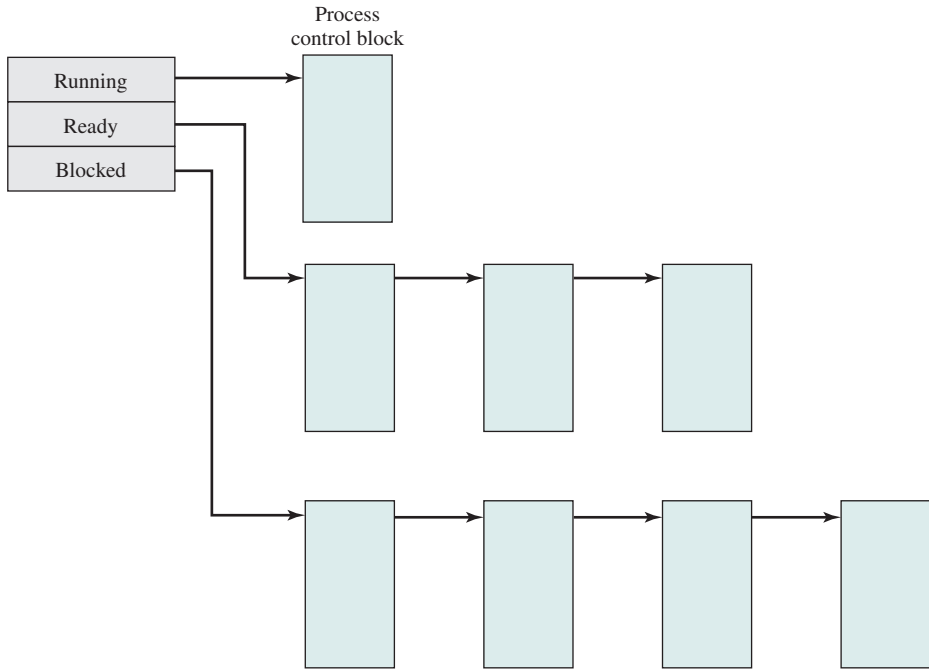 Process
control block
Running
Ready
Blocked